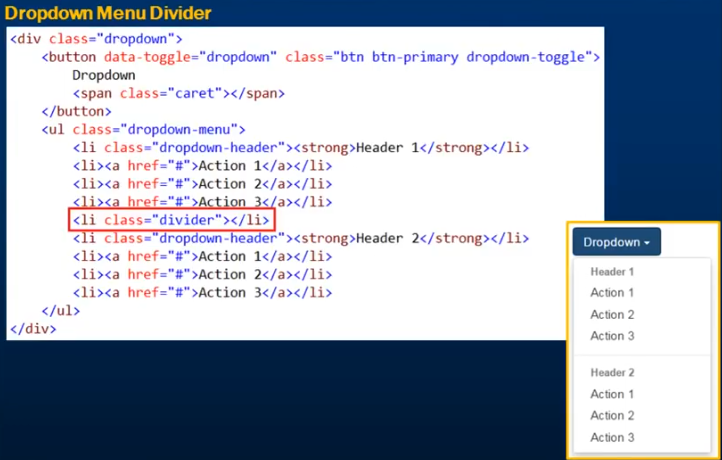 Dropdown Menu Divider
<div class="dropdown">
    <button data-toggle="dropdown" class="btn btn-primary dropdown-toggle">
        Dropdown
        <span class="caret"></span>
    </button>
    <ul class="dropdown-menu">
        <li class="dropdown-header"><strong>Header 1</strong></li>
        <li><a href="#">Action 1</a></li>
        <li><a href="#">Action 2</a></li>
        <li><a href="#">Action 3</a></li>
        <li class="divider"></li>
        <li class="dropdown-header"><strong>Header 2</strong></li>
        <li><a href="#">Action 1</a></li>
        <li><a href="#">Action 2</a></li>
        <li><a href="#">Action 3</a></li>
    </ul>
</div>
Dropdown
Header 1
Action 1
Action 2
Action 3
Header 2
Action 1
Action 2
Action 3